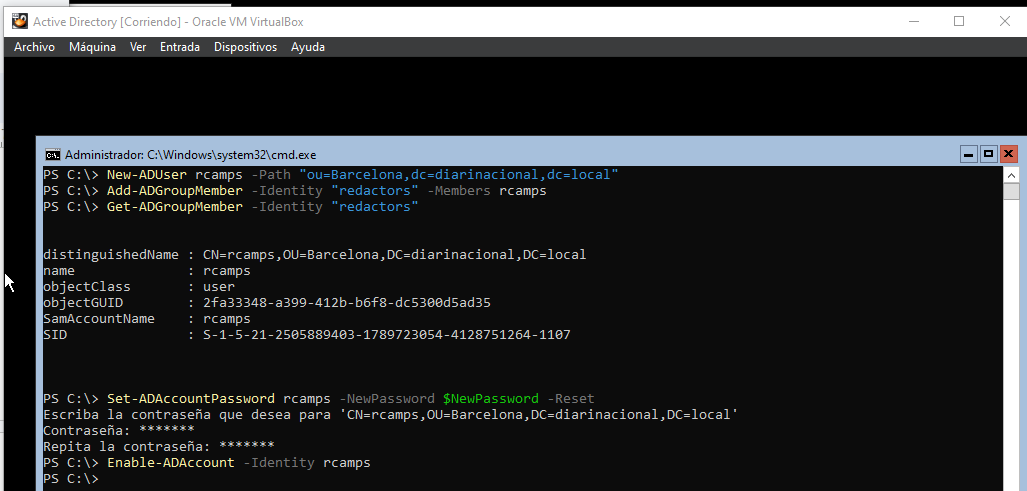 Active Directory [Corriendo] - Oracle VM VirtualBox
Archivo Máquina Ver Entrada Dispositivos Ayuda
Administrador: C:\Windows\system32\cmd.exe
PS C:\> New-ADUser rcamps -Path "ou=Barcelona,dc=diarinacional,dc=local"
PS C:\> Add-ADGroupMember -Identity "redactors" -Members rcamps
PS C:\> Get-ADGroupMember -Identity "redactors"
distinguishedName : CN=rcamps,OU=Barcelona,DC=diarinacional,DC=local
name : rcamps
objectClass : user
objectGUID : 2fa33348-a399-412b-b6f8-dc5300d5ad35
SamAccountName : rcamps
SID : S-1-5-21-2505889403-1789723054-4128751264-1107
PS C:\> Set-ADAccountPassword rcamps -NewPassword $NewPassword -Reset
Escriba la contraseña que desea para 'CN=rcamps,OU=Barcelona,DC=diarinacional,DC=local'
Contraseña: *******
Repita la contraseña: *******
PS C:\> Enable-ADAccount -Identity rcamps
PS C:\>